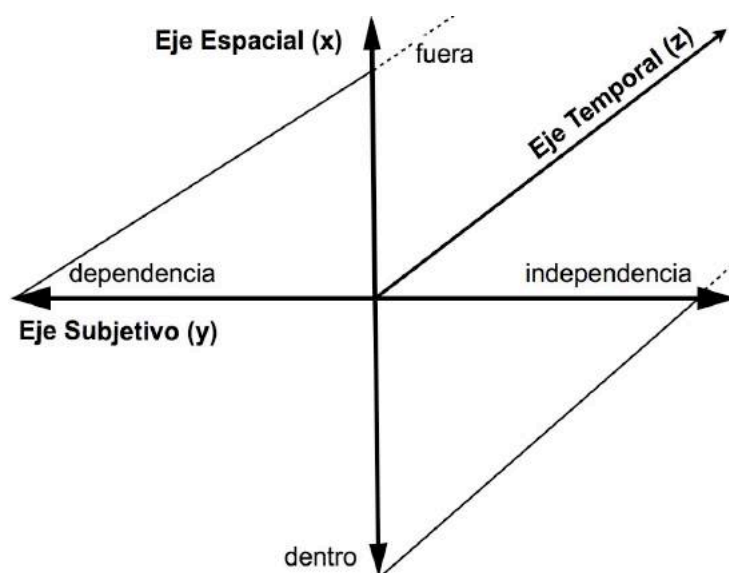 Eje Espacial (x)
fuera
Eje Temporal (z)
dependencia
independencia
Eje Subjetivo (y)
dentro